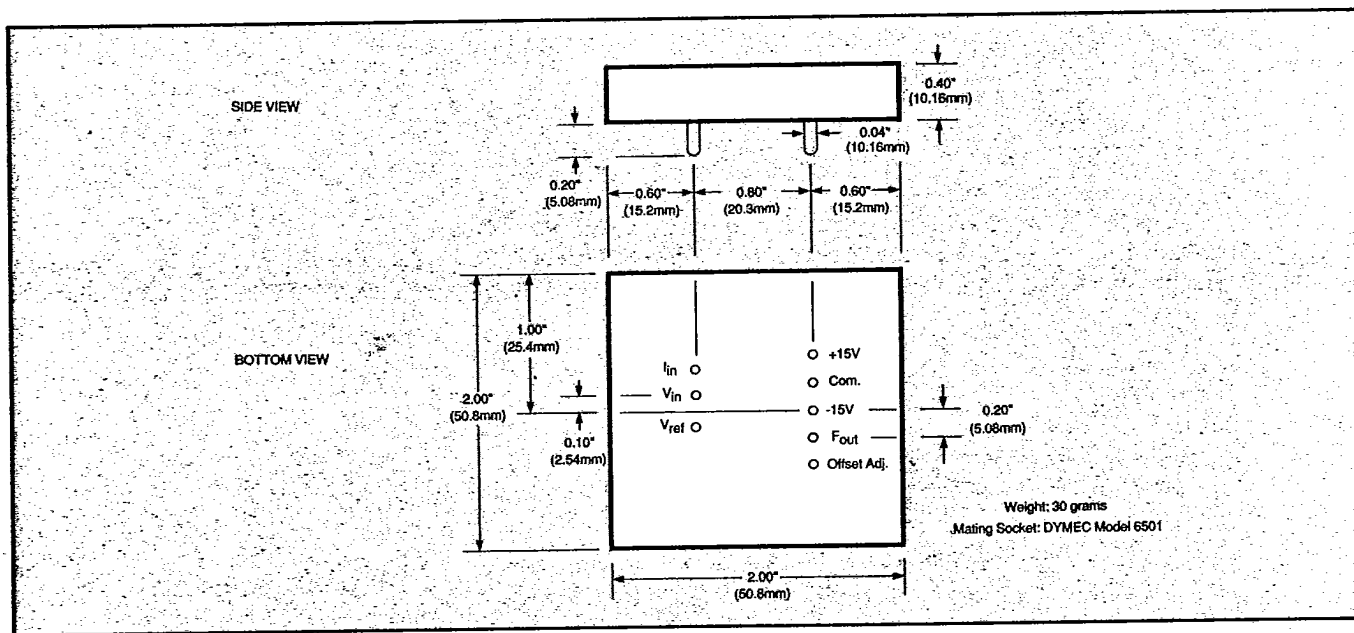 SIDE VIEW
0.40"
(10.16mm)
0.04"
(10.16mm)
0.20"
(5.08mm)
0.60"
(15.2mm)
0.80"
(20.3mm)
0.60"
(15.2mm)
BOTTOM VIEW
2.00"
(50.8mm)
1.00"
(25.4mm)
0.10"
(2.54mm)
Iin
Vin
Vref
+15V
Com.
-15V
Fout
Offset Adj.
0.20"
(5.08mm)
Weight: 30 grams
Mating Socket: DYMEC Model 6501
2.00"
(50.8mm)